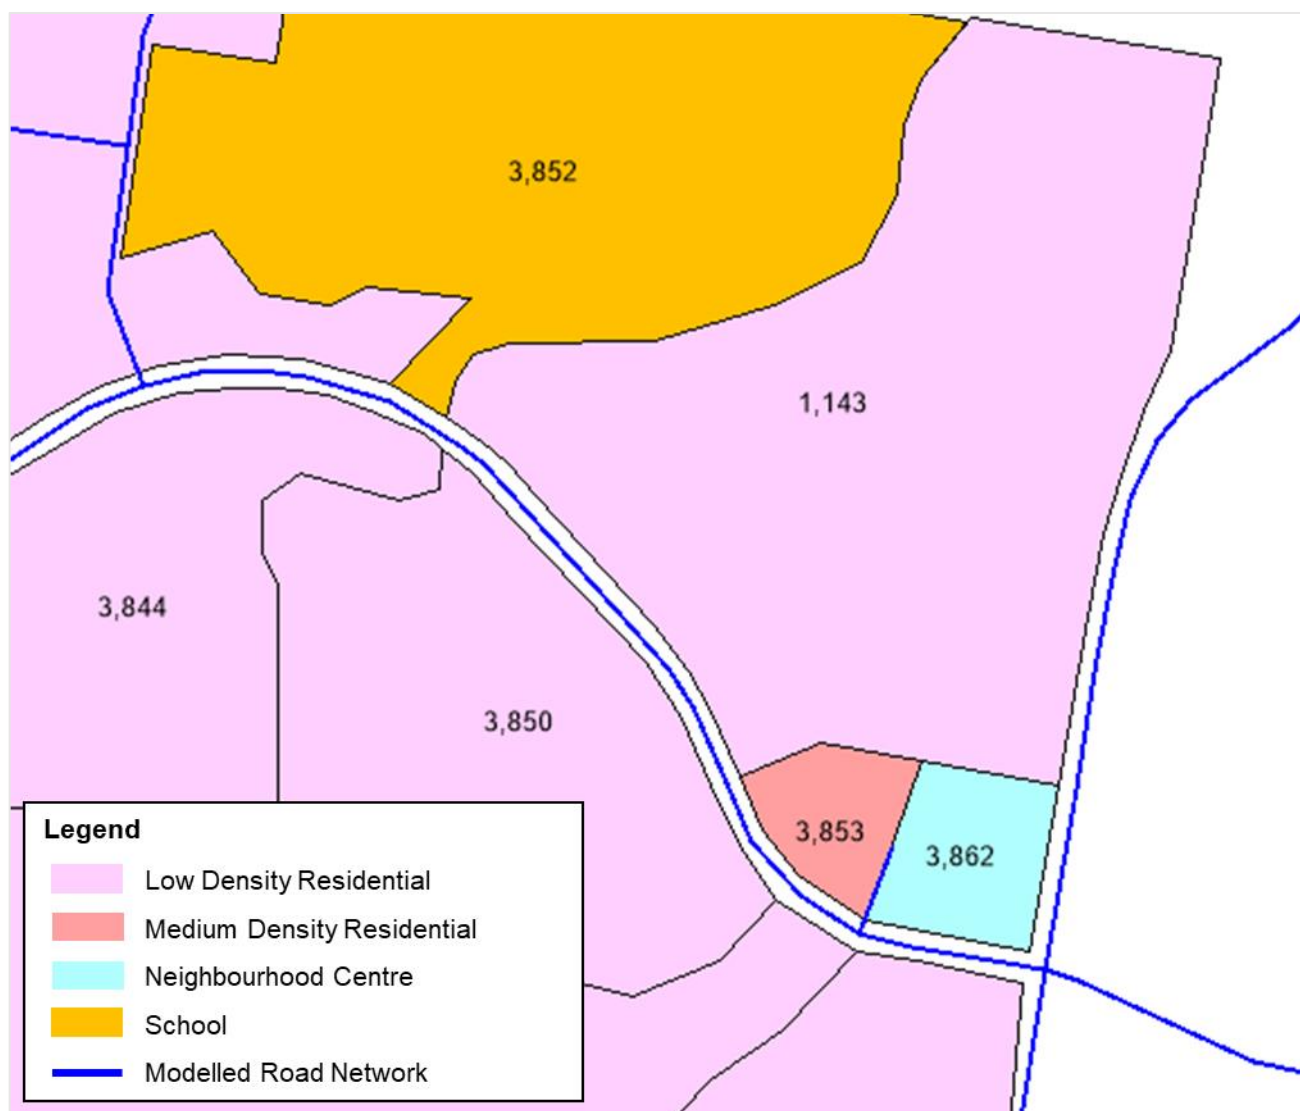 3,852
1,143
3,844
3,850
3,853
3,862
Legend
Low Density Residential
Medium Density Residential
Neighbourhood Centre
School
Modelled Road Network